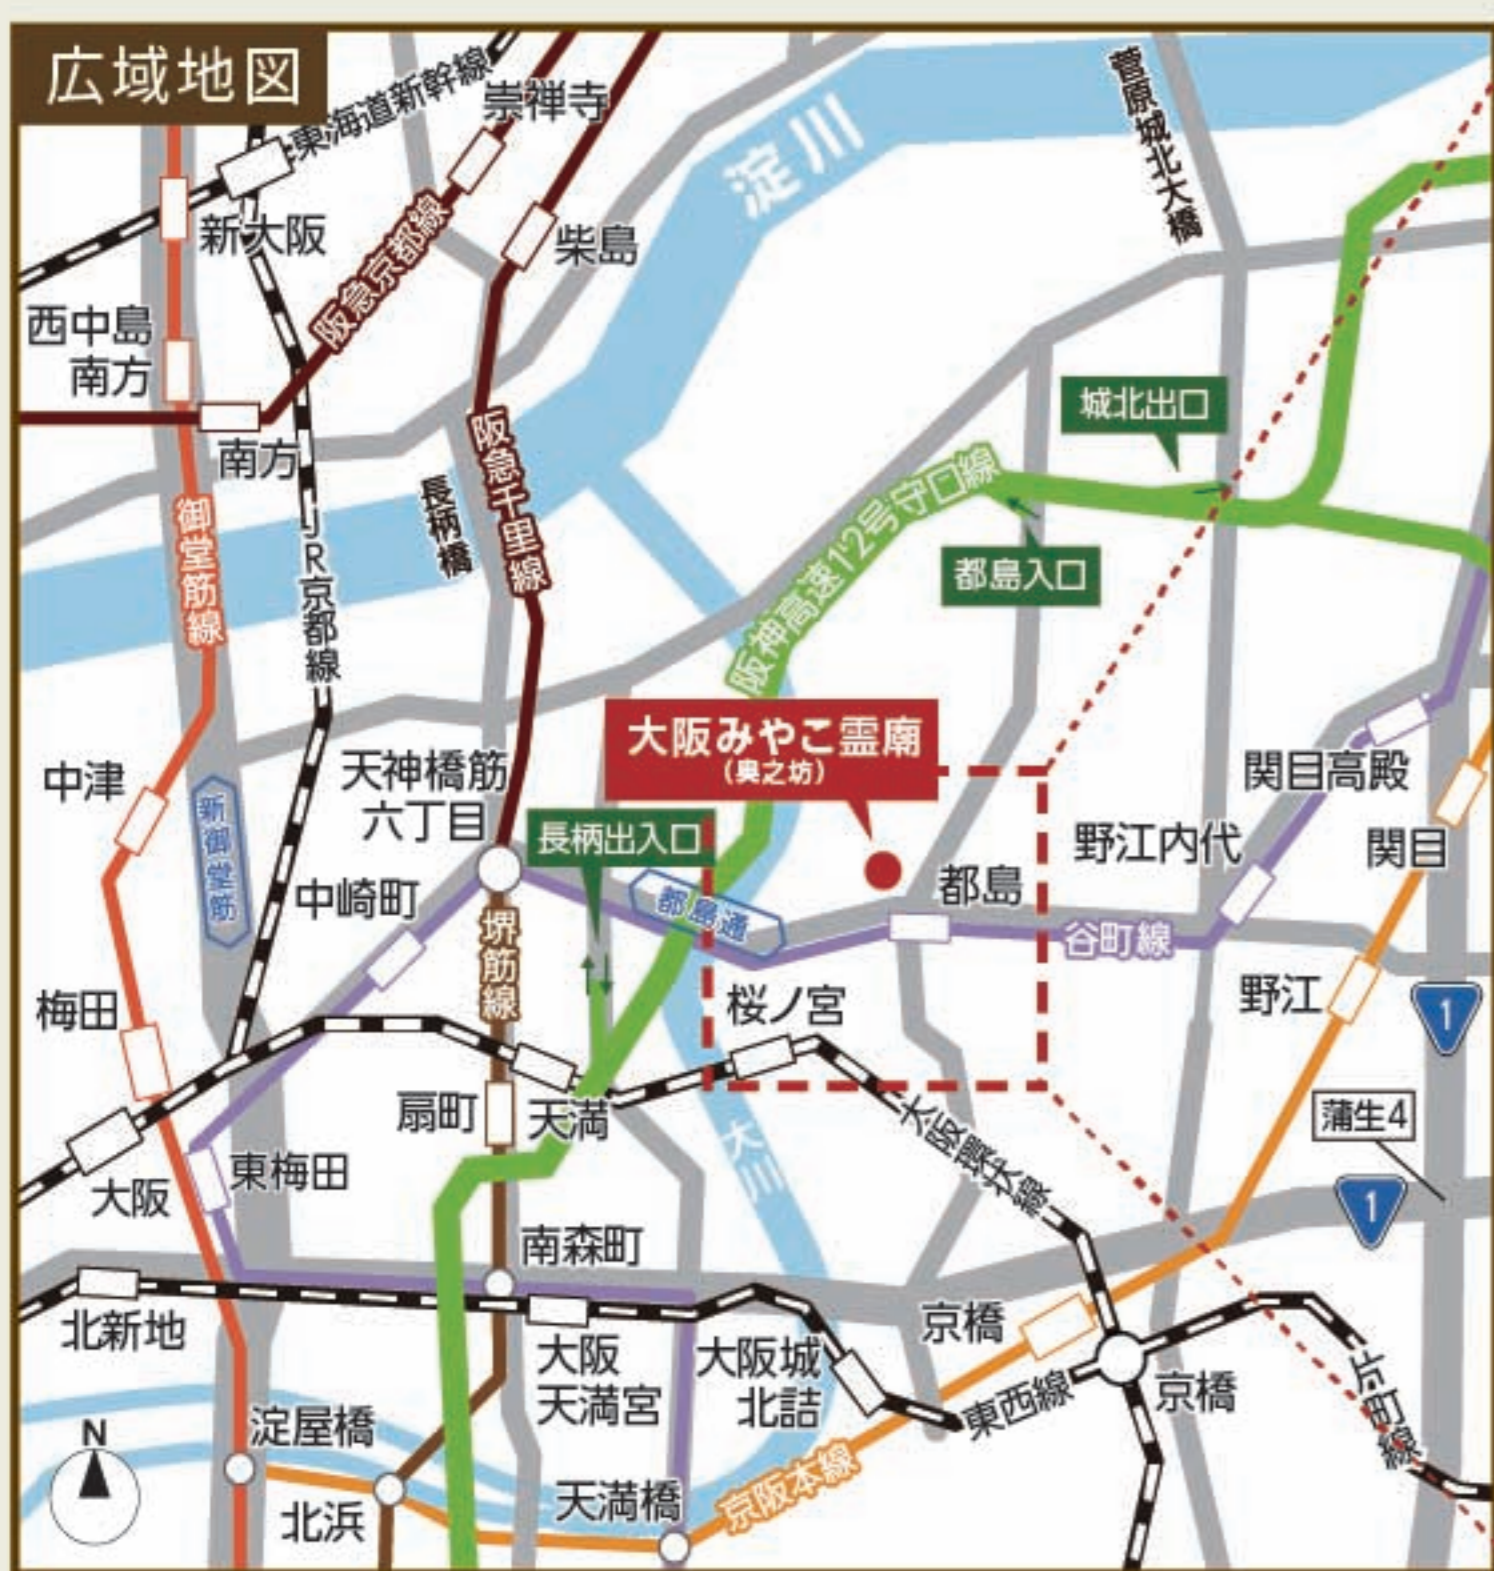 広域地図
東海道新幹線
崇禅寺
淀川
菅原城北大橋
新大阪
阪急京都線
柴島
西中島
南方
南方
城北出口
御堂筋線
JR京都線
長柄橋
阪急千里線
阪神高速12号守口線
都島入口
大阪みやこ霊廟
(奥之坊)
中津
天神橋筋
六丁目
関目高殿
新御堂筋
長柄出入口
野江内代
関目
中崎町
都島通
都島
谷町線
堺筋線
梅田
桜ノ宮
野江
1
扇町
天満
大川
大阪環状線
蒲生4
大阪
東梅田
1
南森町
北新地
大阪
天満宮
大阪城
北詰
京橋
東西線
京橋
片町線
N
淀屋橋
北浜
天満橋
京阪本線